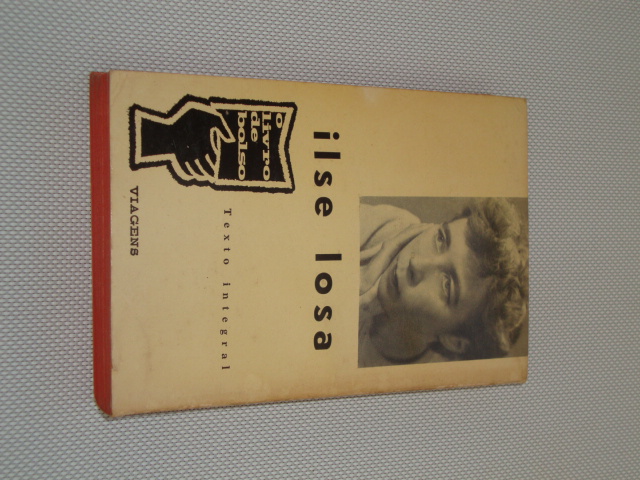 ilse losa
Texto integral
o
livro
de
bolso
VIAGENS